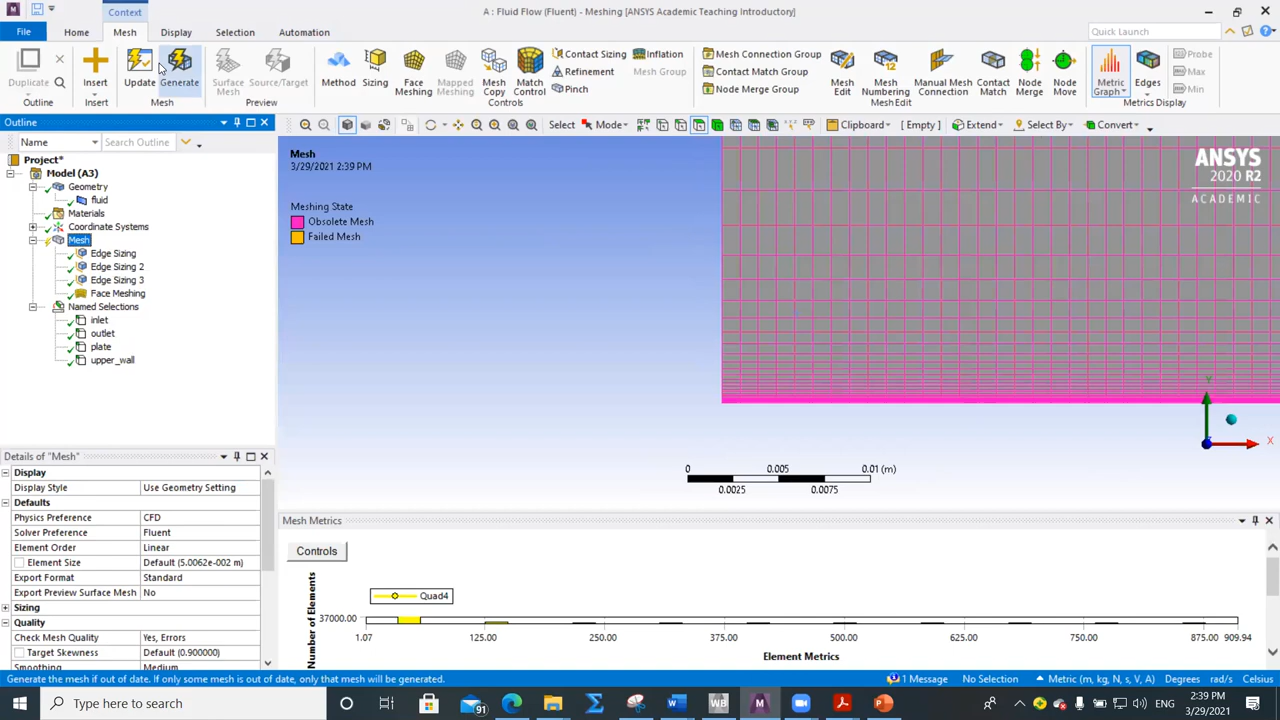 Context
A : Fluid Flow (Fluent) - Meshing [ANSYS Academic Teaching Introductory]
File
Home
Mesh
Display
Selection
Automation
Quick Launch
Duplicate
Outline
Insert
Insert
Update
Generate
Mesh
Surface Mesh
Source/Target
Preview
Method
Sizing
Face Meshing
Mapped Meshing
Mesh Copy
Match Control
Contact Sizing
Refinement
Pinch
Inflation
Mesh Group
Controls
Mesh Connection Group
Contact Match Group
Node Merge Group
Mesh Edit
Mesh Numbering
Manual Mesh Connection
Contact Match
Node Merge
Node Move
Mesh Edit
Metric Graph
Edges
Probe
Max
Min
Metrics Display
Outline
Name
Search Outline
Select
Mode
Clipboard
[ Empty ]
Extend
Select By
Convert
Project*
Model (A3)
Geometry
fluid
Materials
Coordinate Systems
Mesh
Edge Sizing
Edge Sizing 2
Edge Sizing 3
Face Meshing
Named Selections
inlet
outlet
plate
upper_wall
Mesh
3/29/2021 2:39 PM
Meshing State
Obsolete Mesh
Failed Mesh
ANSYS
2020 R2
ACADEMIC
Y
X
0 0.005 0.01 (m)
0.0025 0.0075
Details of "Mesh"
Display
Display Style Use Geometry Setting
Defaults
Physics Preference CFD
Solver Preference Fluent
Element Order Linear
Element Size Default (5.0062e-002 m)
Export Format Standard
Export Preview Surface Mesh No
Sizing
Quality
Check Mesh Quality Yes, Errors
Target Skewness Default (0.900000)
Smoothing Medium
Mesh Metrics
Controls
Number of Elements
Quad4
37000.00
1.07 125.00 250.00 375.00 500.00 625.00 750.00 875.00 909.94
Element Metrics
Generate the mesh if out of date. If only some mesh is out of date, only that mesh will be generated.
1 Message
No Selection
Metric (m, kg, N, s, V, A)
Degrees
rad/s
Celsius
Type here to search
91
WB
ENG
2:39 PM
3/29/2021